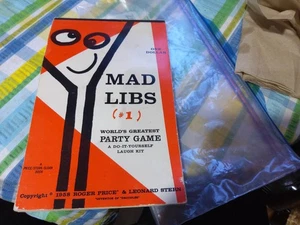 MAD
LIBS
(#1)
WORLD'S GREATEST
PARTY GAME
A DO-IT-YOURSELF
LAUGH KIT
A
Copyright © 1958 ROGER PRICE & LEONARD STERN